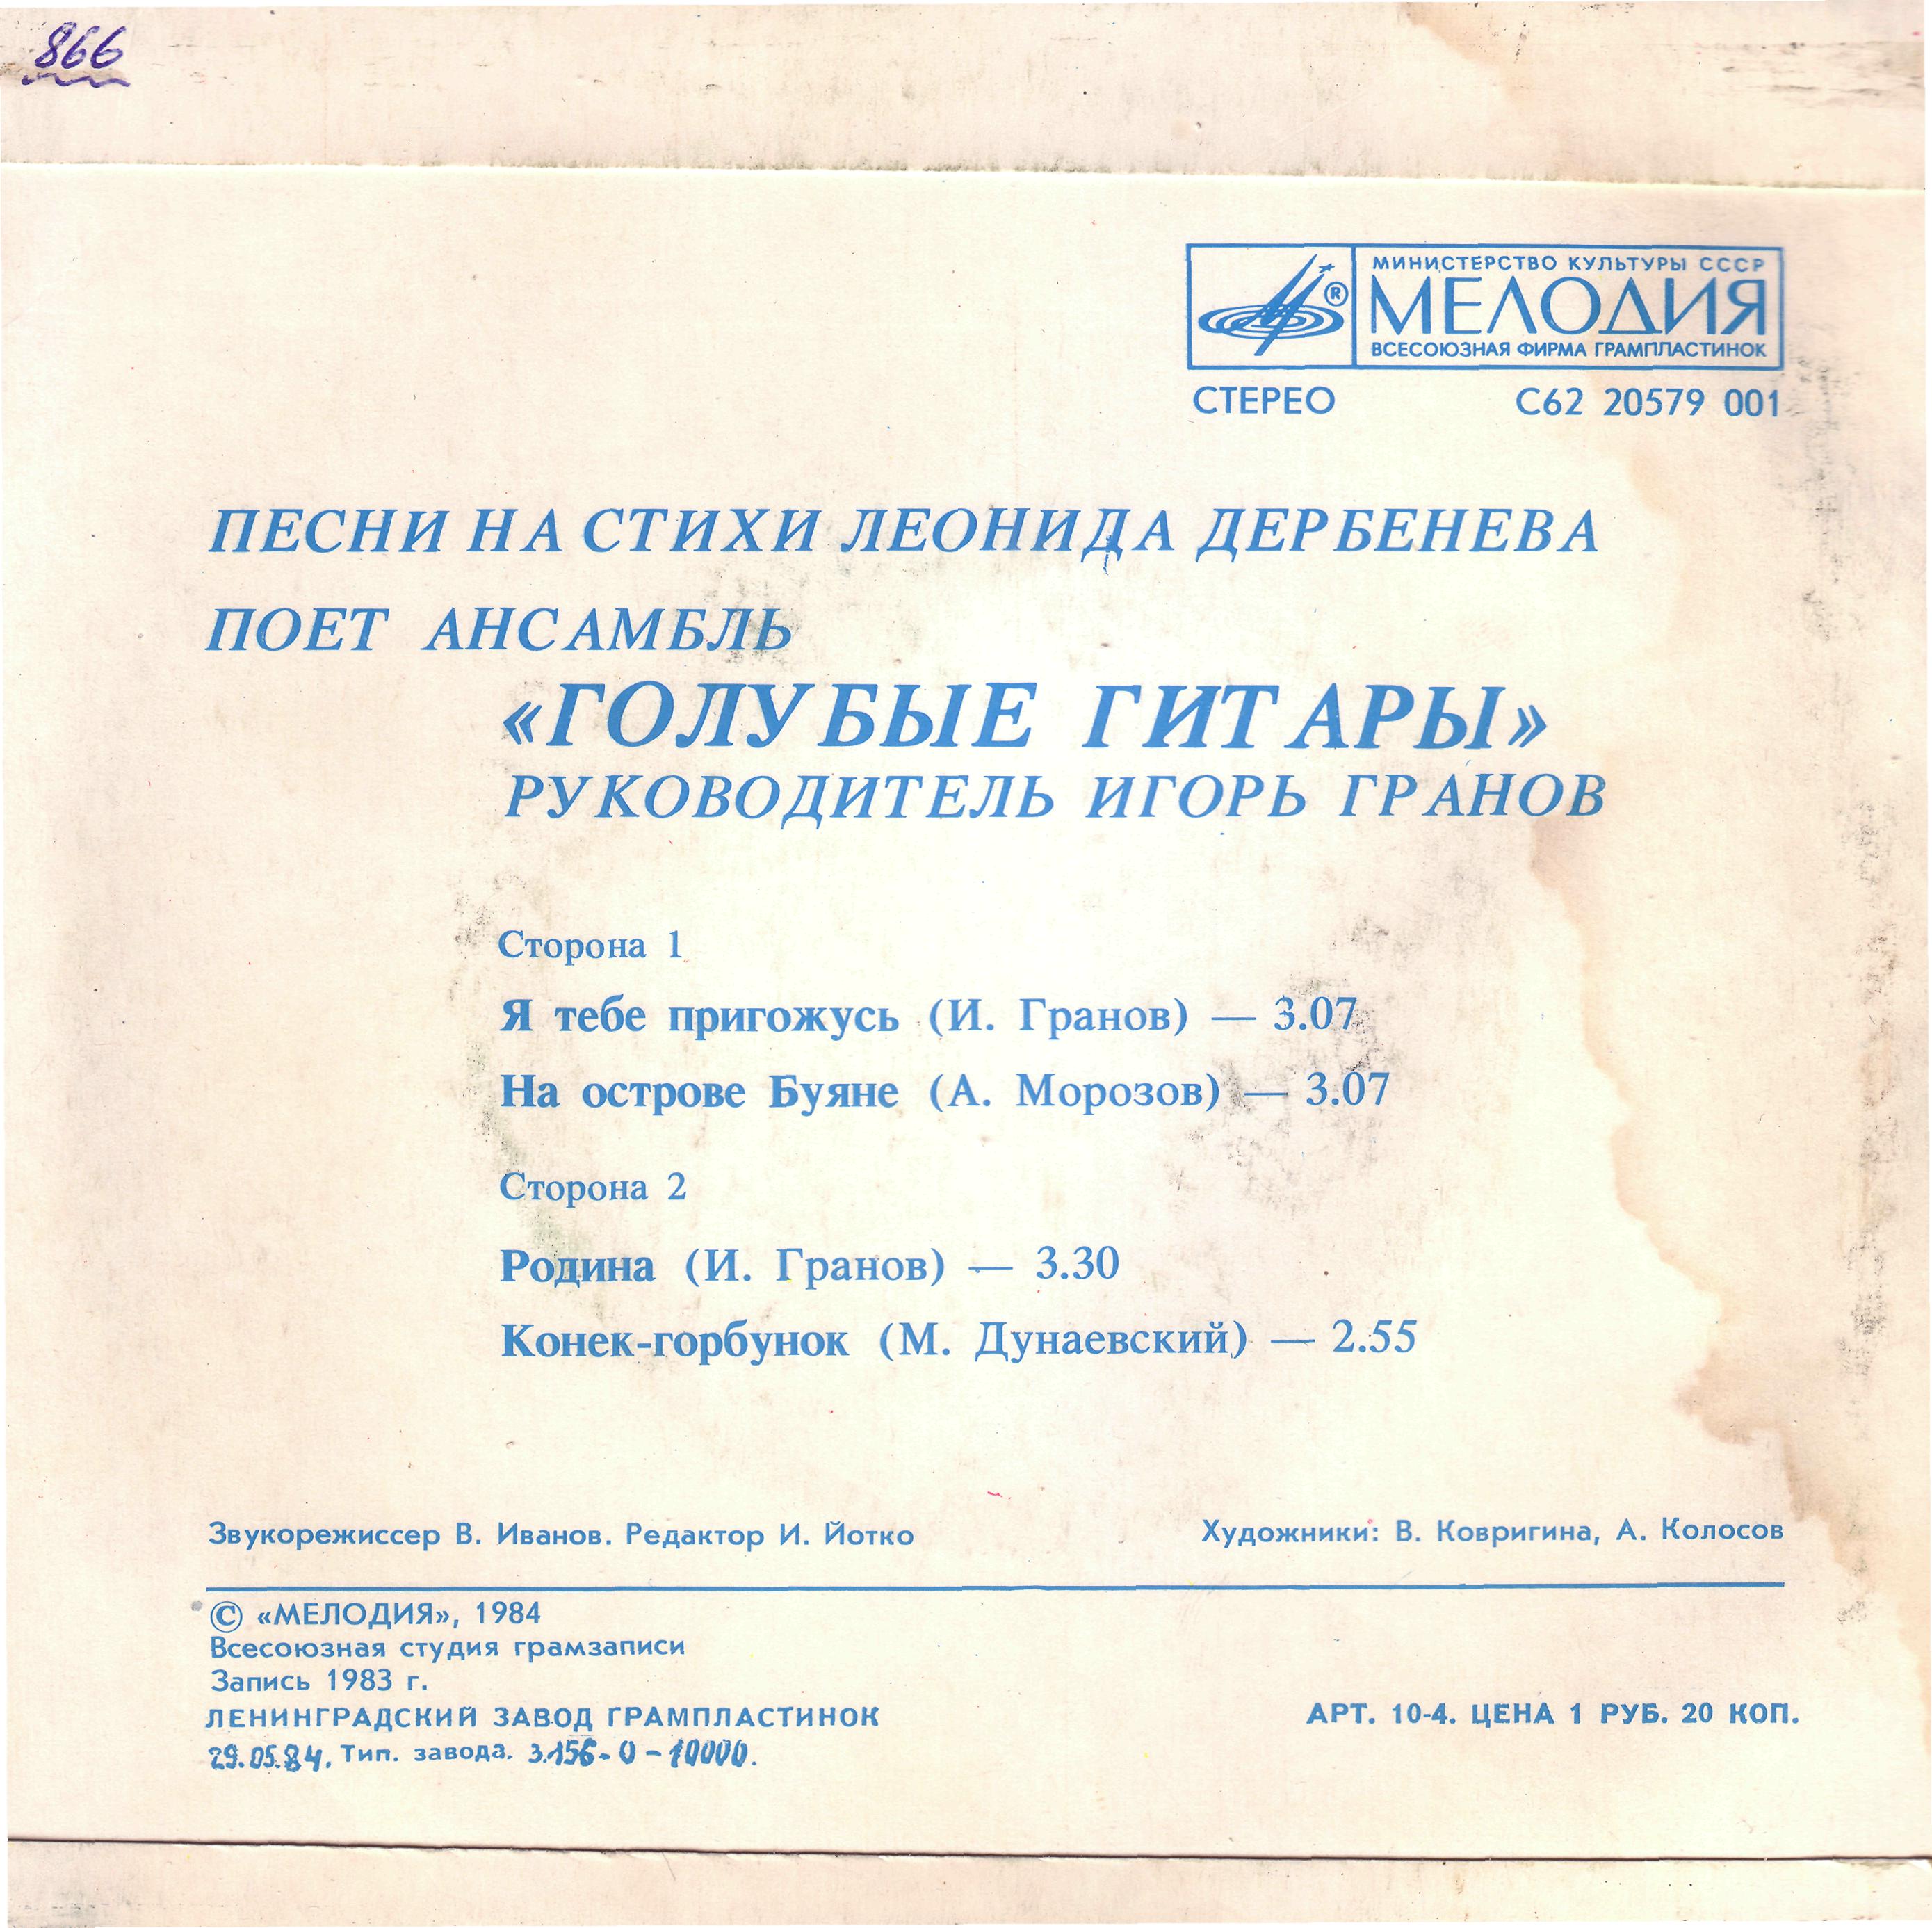 866
МИНИСТЕРСТВО КУЛЬТУРЫ СССР
® МЕЛОДИЯ
ВСЕСОЮЗНАЯ ФИРМА ГРАМПЛАСТИНОК
СТЕРЕО С62 20579 001
ПЕСНИ НА СТИХИ ЛЕОНИДА ДЕРБЕНЕВА
ПОЕТ АНСАМБЛЬ
«ГОЛУБЫЕ ГИТАРЫ»
РУКОВОДИТЕЛЬ ИГОРЬ ГРАНОВ
Сторона 1
Я тебе пригожусь (И. Гранов) — 3.07
На острове Буяне (А. Морозов) — 3.07
Сторона 2
Родина (И. Гранов) — 3.30
Конек-горбунок (М. Дунаевский) — 2.55
Звукорежиссер В. Иванов. Редактор И. Йотко Художники: В. Ковригина, А. Колосов
© «МЕЛОДИЯ», 1984
Всесоюзная студия грамзаписи
Запись 1983 г.
ЛЕНИНГРАДСКИЙ ЗАВОД ГРАМПЛАСТИНОК АРТ. 10-4. ЦЕНА 1 РУБ. 20 КОП.
29.05.84. Тип. завода. 3.156-0-10000.